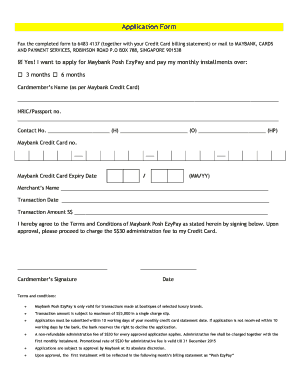 Application Form
Fax the completed form to 6483 4137 (together with your Credit Card billing statement) or mail to MAYBANK, CARDS
AND PAYMENT SERVICES, ROBINSON ROAD P.O BOX 788, SINGAPORE 901538
☑ Yes! I want to apply for Maybank Posh EzyPay and pay my monthly installments over:
☐ 3 months ☐ 6 months
Cardmember's Name (as per Maybank Credit Card)
NRIC/Passport no.
Contact No. (H) (O) (HP)
Maybank Credit Card no.
Maybank Credit Card Expiry Date / (MM/YY)
Merchant's Name
Transaction Date
Transaction Amount S$
I hereby agree to the Terms and Conditions of Maybank Posh EzyPay as stated herein by signing below. Upon
approval, please proceed to charge the S$30 administration fee to my Credit Card.
Cardmember's Signature Date
Terms and conditions:
• Maybank Posh EzyPay is only valid for transactions made at boutiques of selected luxury brands.
• Transaction amount is subject to maximum of S$5,000 in a single charge slip.
• Application must be submitted within 10 working days of your monthly credit card statement date. If application is not received within 10
working days by the bank, the bank reserves the right to decline the application.
• A non-refundable administration fee of S$30 for every approved application applies. Administration fee shall be charged together with the
first monthly instalment. Promotional rate of S$30 for administrative fee is valid till 31 December 2015
• Applications are subject to approval by Maybank at its absolute discretion.
• Upon approval, the first instalment will be reflected in the following month's billing statement as "Posh EzyPay"